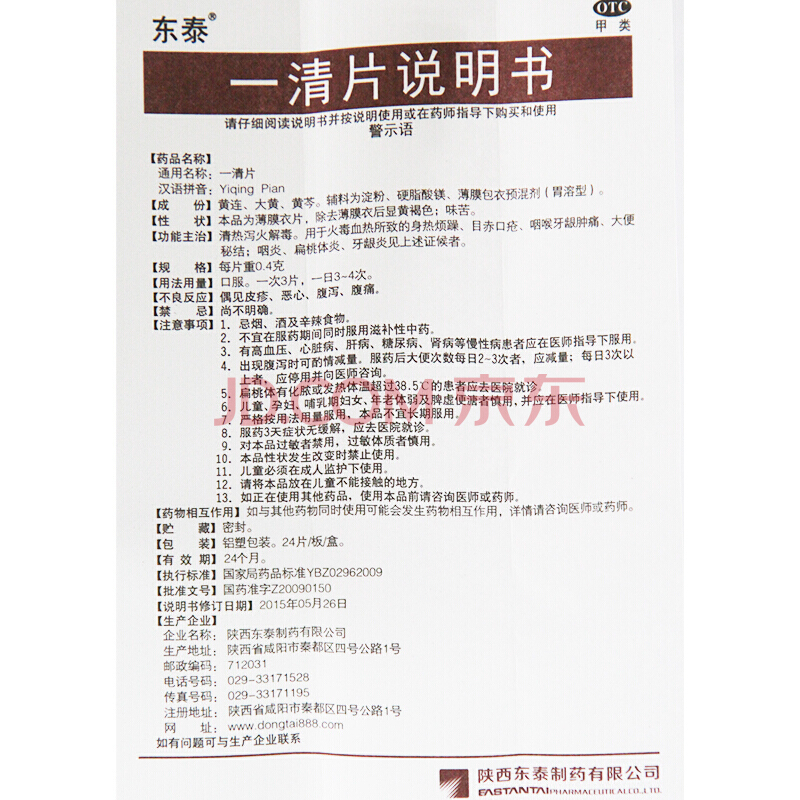 东泰®
OTC
甲类
一清片说明书
请仔细阅读说明书并按说明使用或在药师指导下购买和使用
警示语
【药品名称】
通用名称：一清片
汉语拼音：Yiqing Pian
【成　份】黄连、大黄、黄芩。辅料为淀粉、硬脂酸镁、薄膜包衣预混剂（胃溶型）。
【性　状】本品为薄膜衣片，除去薄膜衣后显黄褐色；味苦。
【功能主治】清热泻火解毒。用于火毒血热所致的身热烦躁、目赤口疮、咽喉牙龈肿痛、大便
秘结；咽炎、扁桃体炎、牙龈炎见上述证候者。
【规　格】每片重0.4克
【用法用量】口服。一次3片，一日3~4次。
【不良反应】偶见皮疹、恶心、腹泻、腹痛。
【禁　忌】尚不明确。
【注意事项】1．忌烟、酒及辛辣食物。
2．不宜在服药期间同时服用滋补性中药。
3．有高血压、心脏病、肝病、糖尿病、肾病等慢性病患者应在医师指导下服用。
4．出现腹泻时可酌情减量。服药后大便次数每日2~3次者，应减量；每日3次以
上者，应停用并向医师咨询。
5．扁桃体有化脓或发热体温超过38.5℃的患者应去医院就诊。
6．儿童、孕妇、哺乳期妇女、年老体弱及脾虚便溏者慎用，并应在医师指导下使用。
7．严格按用法用量服用，本品不宜长期服用。
8．服药3天症状无缓解，应去医院就诊。
9．对本品过敏者禁用，过敏体质者慎用。
10．本品性状发生改变时禁止使用。
11．儿童必须在成人监护下使用。
12．请将本品放在儿童不能接触的地方。
13．如正在使用其他药品，使用本品前请咨询医师或药师。
【药物相互作用】如与其他药物同时使用可能会发生药物相互作用，详情请咨询医师或药师。
【贮　藏】密封。
【包　装】铝塑包装。24片/板/盒。
【有 效 期】24个月。
【执行标准】国家局药品标准YBZ02962009
【批准文号】国药准字Z20090150
【说明书修订日期】2015年05月26日
【生产企业】
企业名称：陕西东泰制药有限公司
生产地址：陕西省咸阳市秦都区四号公路1号
邮政编码：712031
电话号码：029-33171528
传真号码：029-33171195
注册地址：陕西省咸阳市秦都区四号公路1号
网　址：www.dongtai888.com
如有问题可与生产企业联系
JD.COM 京东
陕西东泰制药有限公司
EASTANTAI PHARMACEUTICAL CO.,LTD.